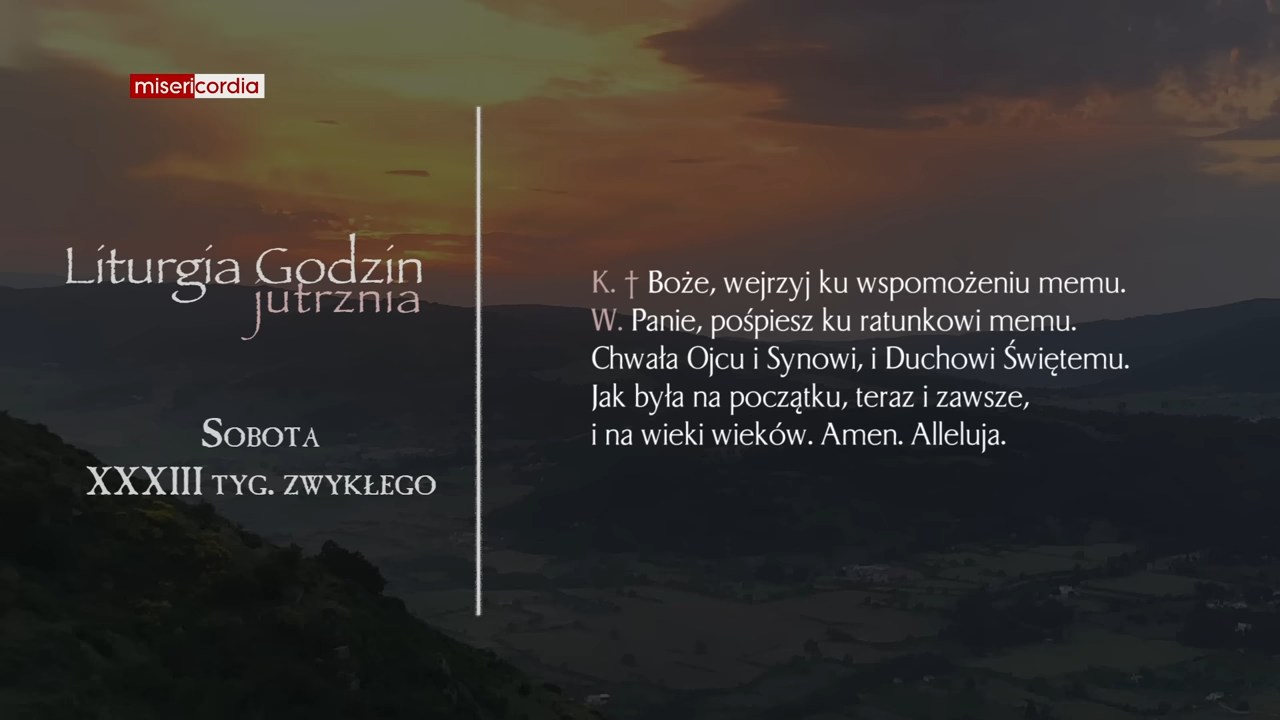 misericordia
Liturgia Godzin
jutrznia
Sobota
XXXIII tyg. zwykłego
K. † Boże, wejrzyj ku wspomożeniu memu.
W. Panie, pośpiesz ku ratunkowi memu.
Chwała Ojcu i Synowi, i Duchowi Świętemu.
Jak była na początku, teraz i zawsze,
i na wieki wieków. Amen. Alleluja.